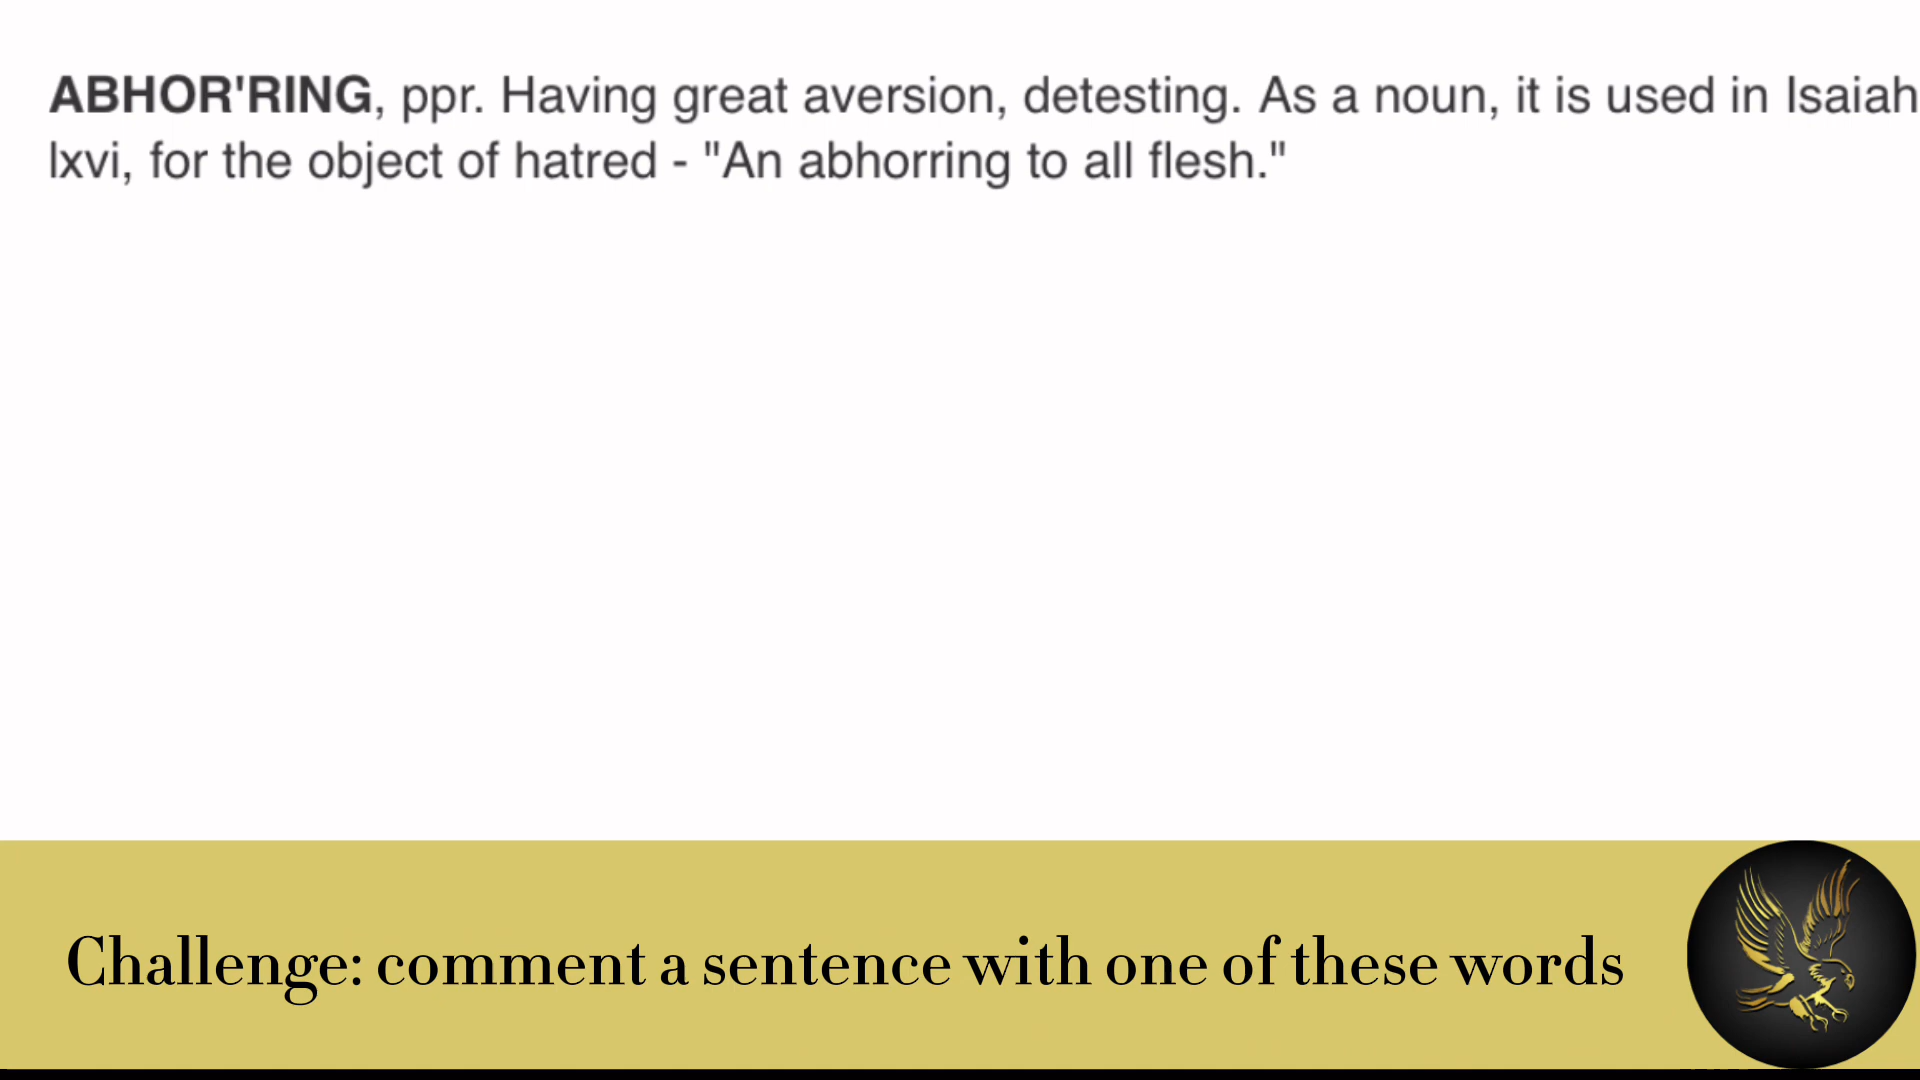 ABHOR'RING, ppr. Having great aversion, detesting. As a noun, it is used in Isaiah
lxvi, for the object of hatred - "An abhorring to all flesh."
Challenge: comment a sentence with one of these words